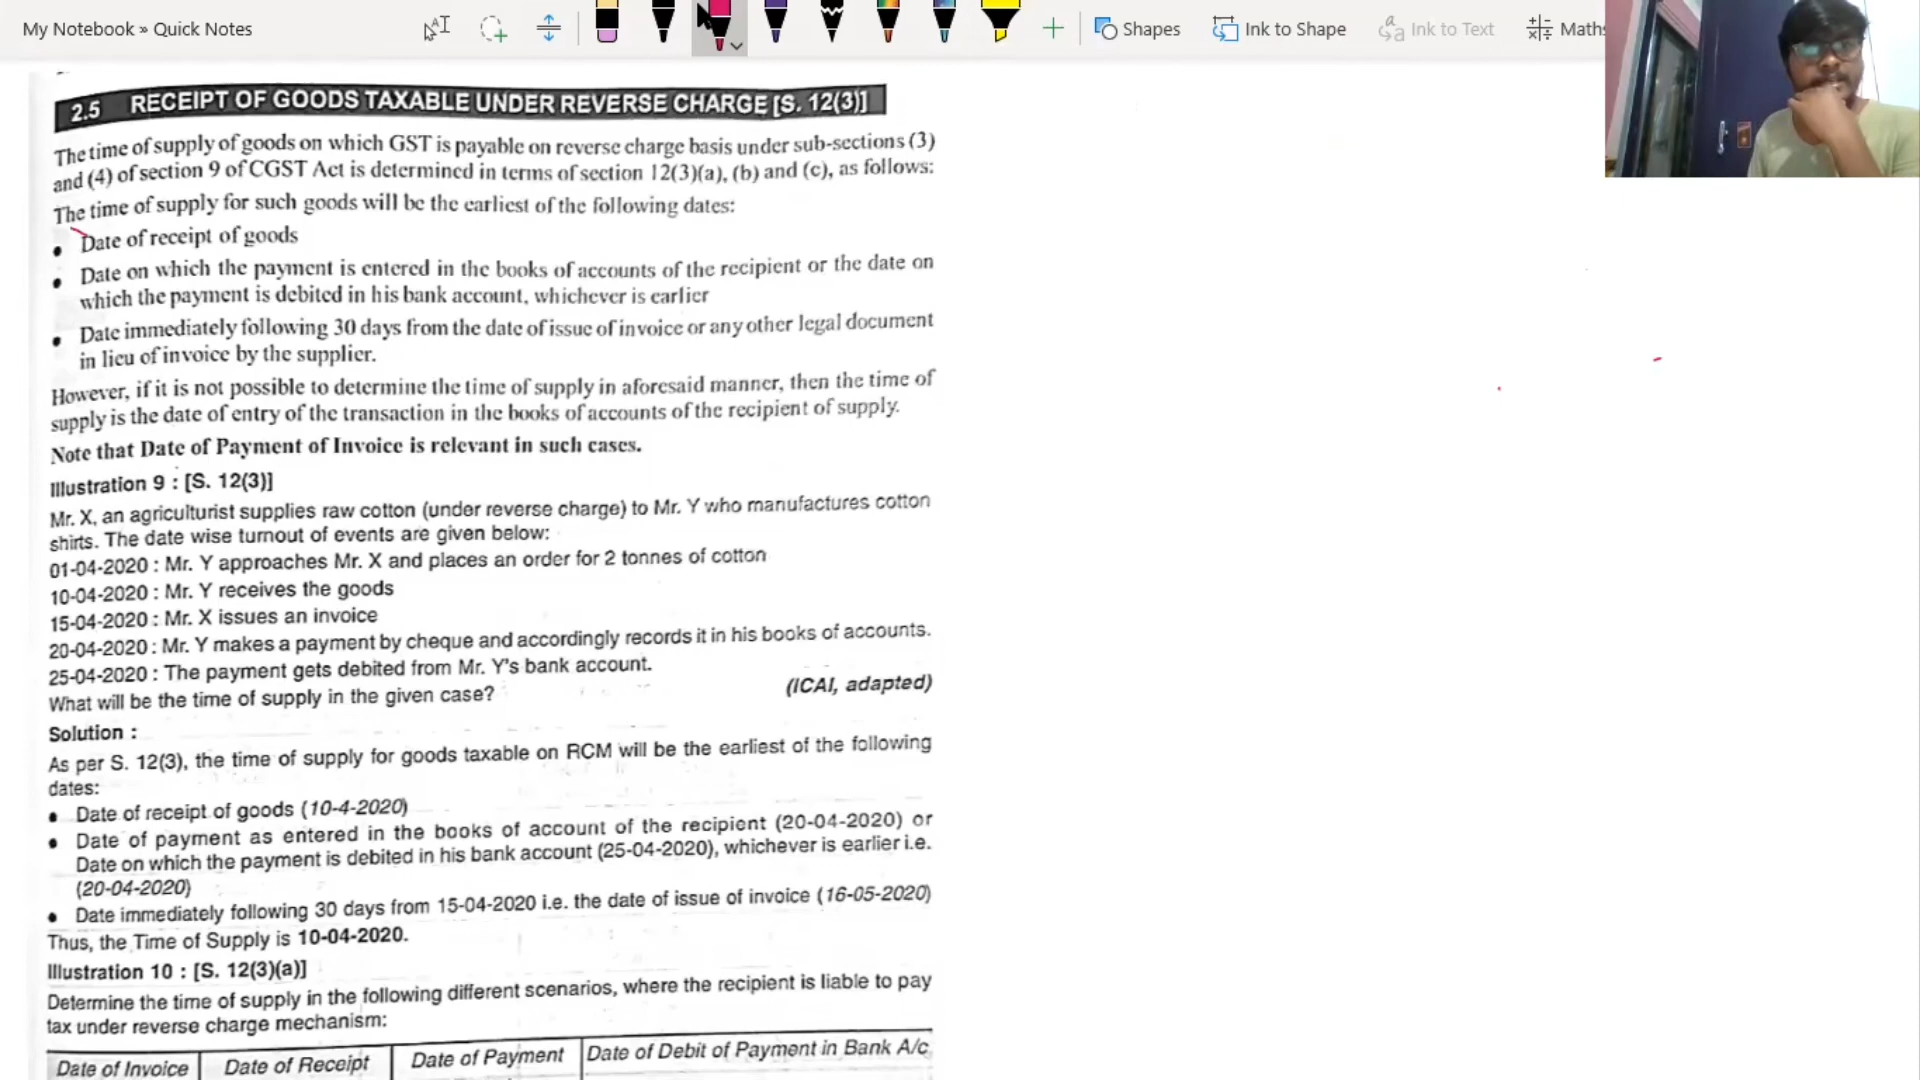 My Notebook » Quick Notes
Shapes
Ink to Shape
Ink to Text
Maths
2.5 RECEIPT OF GOODS TAXABLE UNDER REVERSE CHARGE [S. 12(3)]
The time of supply of goods on which GST is payable on reverse charge basis under sub-sections (3)
and (4) of section 9 of CGST Act is determined in terms of section 12(3)(a), (b) and (c), as follows:
The time of supply for such goods will be the earliest of the following dates:
• Date of receipt of goods
• Date on which the payment is entered in the books of accounts of the recipient or the date on
which the payment is debited in his bank account, whichever is earlier
• Date immediately following 30 days from the date of issue of invoice or any other legal document
in lieu of invoice by the supplier.
However, if it is not possible to determine the time of supply in aforesaid manner, then the time of
supply is the date of entry of the transaction in the books of accounts of the recipient of supply.
Note that Date of Payment of Invoice is relevant in such cases.
Illustration 9 : [S. 12(3)]
Mr. X, an agriculturist supplies raw cotton (under reverse charge) to Mr. Y who manufactures cotton
shirts. The date wise turnout of events are given below:
01-04-2020 : Mr. Y approaches Mr. X and places an order for 2 tonnes of cotton
10-04-2020 : Mr. Y receives the goods
15-04-2020 : Mr. X issues an invoice
20-04-2020 : Mr. Y makes a payment by cheque and accordingly records it in his books of accounts.
25-04-2020 : The payment gets debited from Mr. Y's bank account.
What will be the time of supply in the given case? (ICAI, adapted)
Solution :
As per S. 12(3), the time of supply for goods taxable on RCM will be the earliest of the following
dates:
• Date of receipt of goods (10-4-2020)
• Date of payment as entered in the books of account of the recipient (20-04-2020) or
Date on which the payment is debited in his bank account (25-04-2020), whichever is earlier i.e.
(20-04-2020)
• Date immediately following 30 days from 15-04-2020 i.e. the date of issue of invoice (16-05-2020)
Thus, the Time of Supply is 10-04-2020.
Illustration 10 : [S. 12(3)(a)]
Determine the time of supply in the following different scenarios, where the recipient is liable to pay
tax under reverse charge mechanism:
Date of Invoice Date of Receipt Date of Payment Date of Debit of Payment in Bank A/c